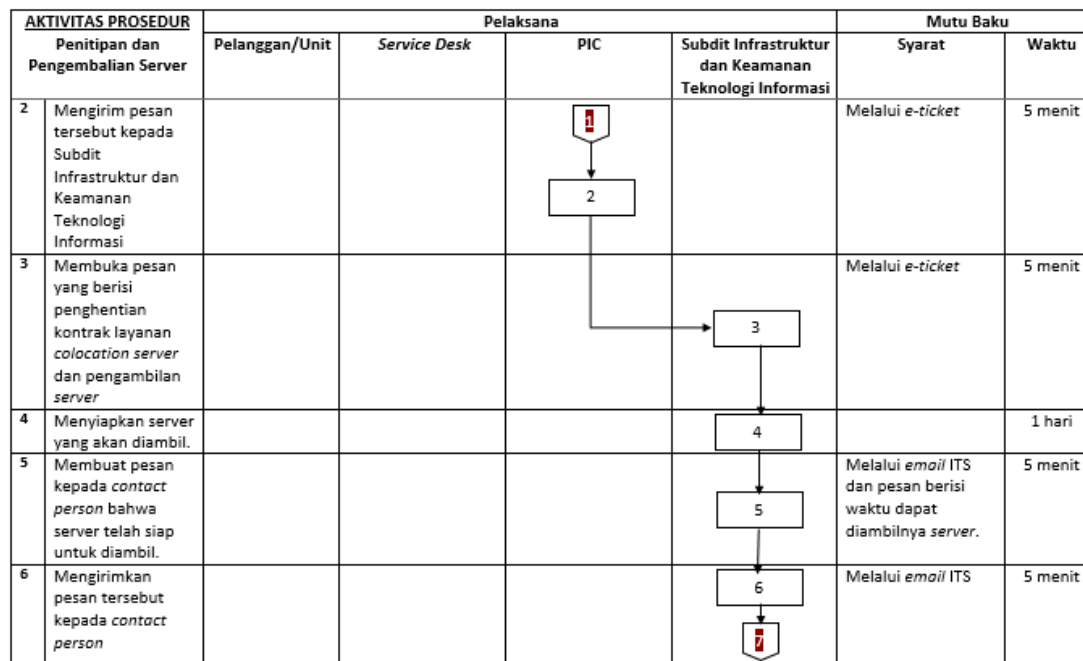 AKTIVITAS PROSEDUR
Pelaksana
Mutu Baku
Penitipan dan
Pengembalian Server
Pelanggan/Unit
Service Desk
PIC
Subdit Infrastruktur
dan Keamanan
Teknologi Informasi
Syarat
Waktu
2
Mengirim pesan
tersebut kepada
Subdit
Infrastruktur dan
Keamanan
Teknologi
Informasi
1
2
Melalui e-ticket
5 menit
3
Membuka pesan
yang berisi
penghentian
kontrak layanan
colocation server
dan pengambilan
server
3
Melalui e-ticket
5 menit
4
Menyiapkan server
yang akan diambil.
4
1 hari
5
Membuat pesan
kepada contact
person bahwa
server telah siap
untuk diambil.
5
Melalui email ITS
dan pesan berisi
waktu dapat
diambilnya server.
5 menit
6
Mengirimkan
pesan tersebut
kepada contact
person
6
7
Melalui email ITS
5 menit